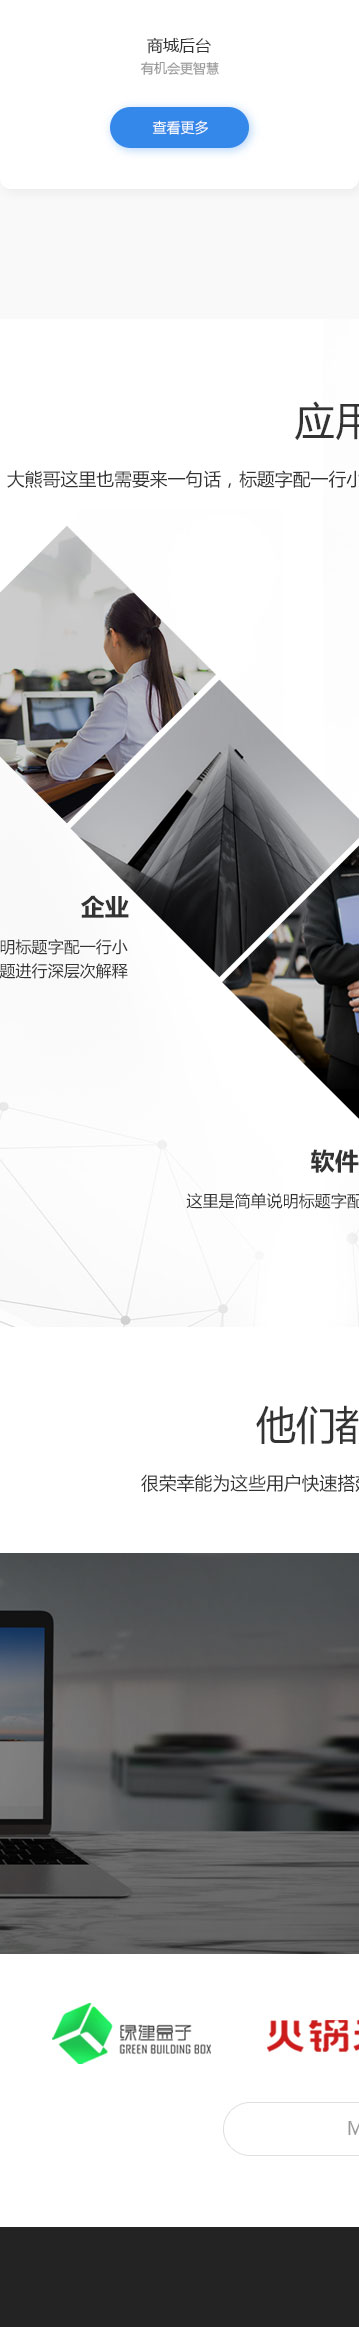 商城后台
有机会更智慧
查看更多
应用
大熊哥这里也需要来一句话，标题字配一行小
企业
明标题字配一行小
题进行深层次解释
软件
这里是简单说明标题字配
他们都
很荣幸能为这些用户快速搭建
绿建盒子
GREEN BUILDING BOX
火锅
M